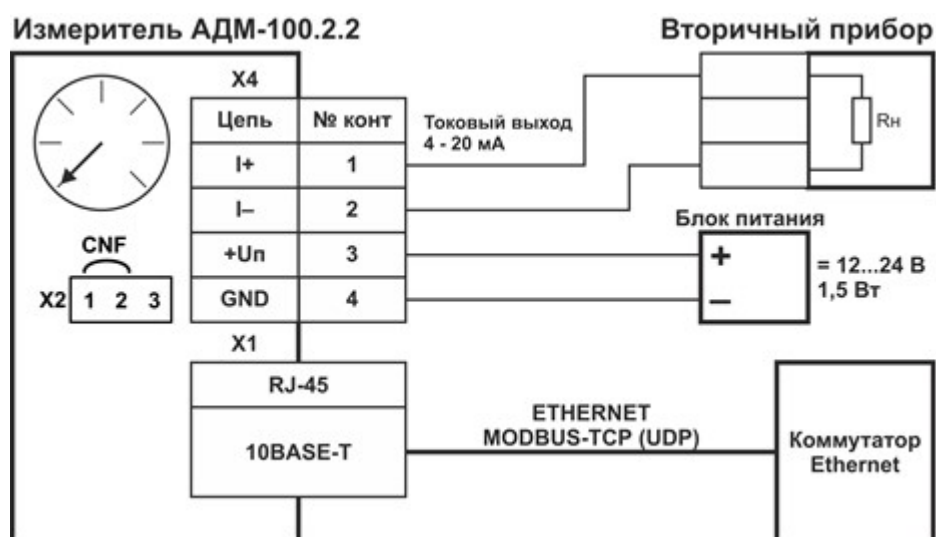 Измеритель АДМ-100.2.2
Вторичный прибор
X4
Цепь № конт
I+ 1
I– 2
+Uп 3
GND 4
Токовый выход
4 - 20 мА
Rн
Блок питания
+
–
= 12...24 В
1,5 Вт
CNF
X2 1 2 3
X1
RJ-45
10BASE-T
ETHERNET
MODBUS-TCP (UDP)
Коммутатор
Ethernet